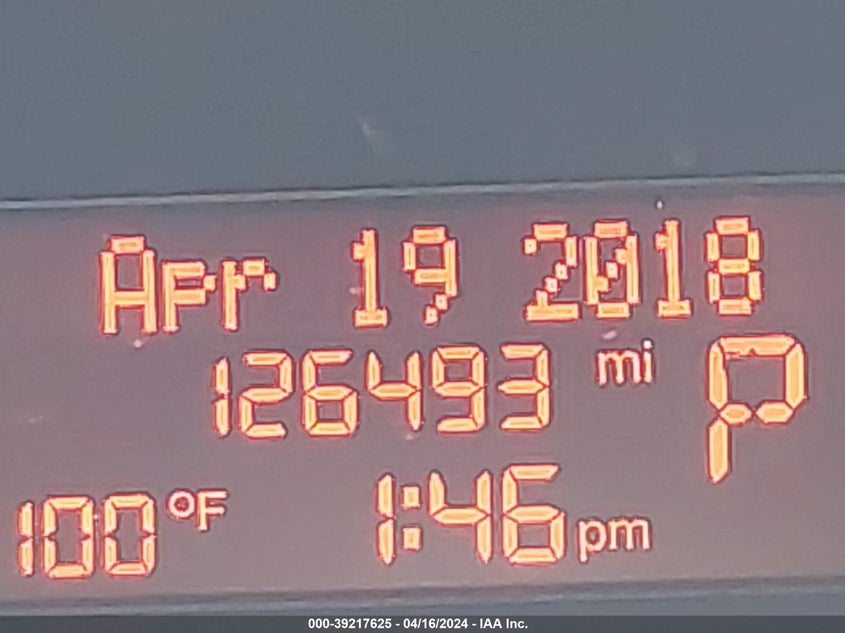 Apr 19 2018
126493 mi P
100 °F 1:46 pm
000-39217625 - 04/16/2024 - IAA Inc.